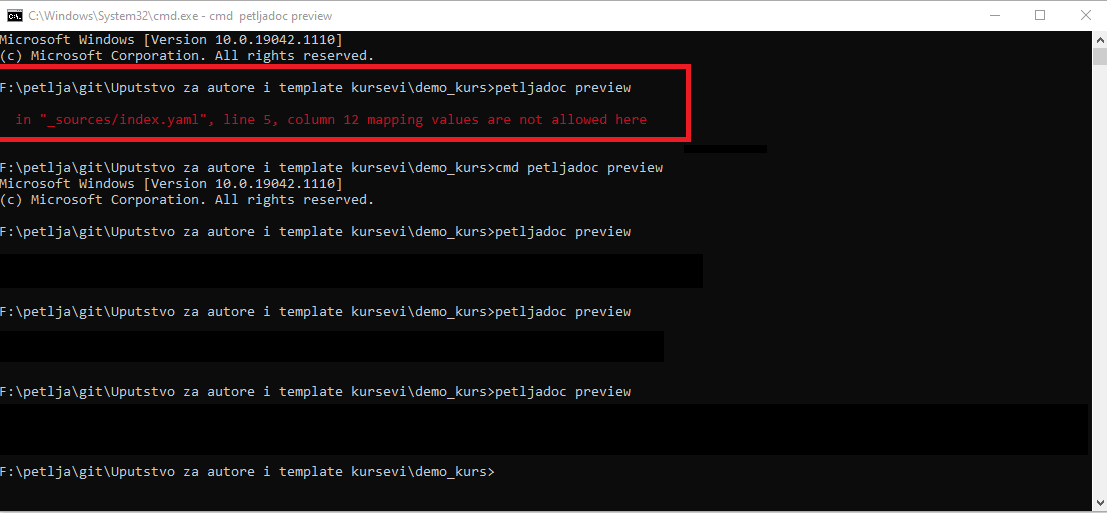 C:\Windows\System32\cmd.exe - cmd  petljadoc preview
Microsoft Windows [Version 10.0.19042.1110]
(c) Microsoft Corporation. All rights reserved.
F:\petlja\git\Uputstvo za autore i template kursevi\demo_kurs>petljadoc preview
in "_sources/index.yaml", line 5, column 12 mapping values are not allowed here
F:\petlja\git\Uputstvo za autore i template kursevi\demo_kurs>cmd petljadoc preview
Microsoft Windows [Version 10.0.19042.1110]
(c) Microsoft Corporation. All rights reserved.
F:\petlja\git\Uputstvo za autore i template kursevi\demo_kurs>petljadoc preview
F:\petlja\git\Uputstvo za autore i template kursevi\demo_kurs>petljadoc preview
F:\petlja\git\Uputstvo za autore i template kursevi\demo_kurs>petljadoc preview
F:\petlja\git\Uputstvo za autore i template kursevi\demo_kurs>